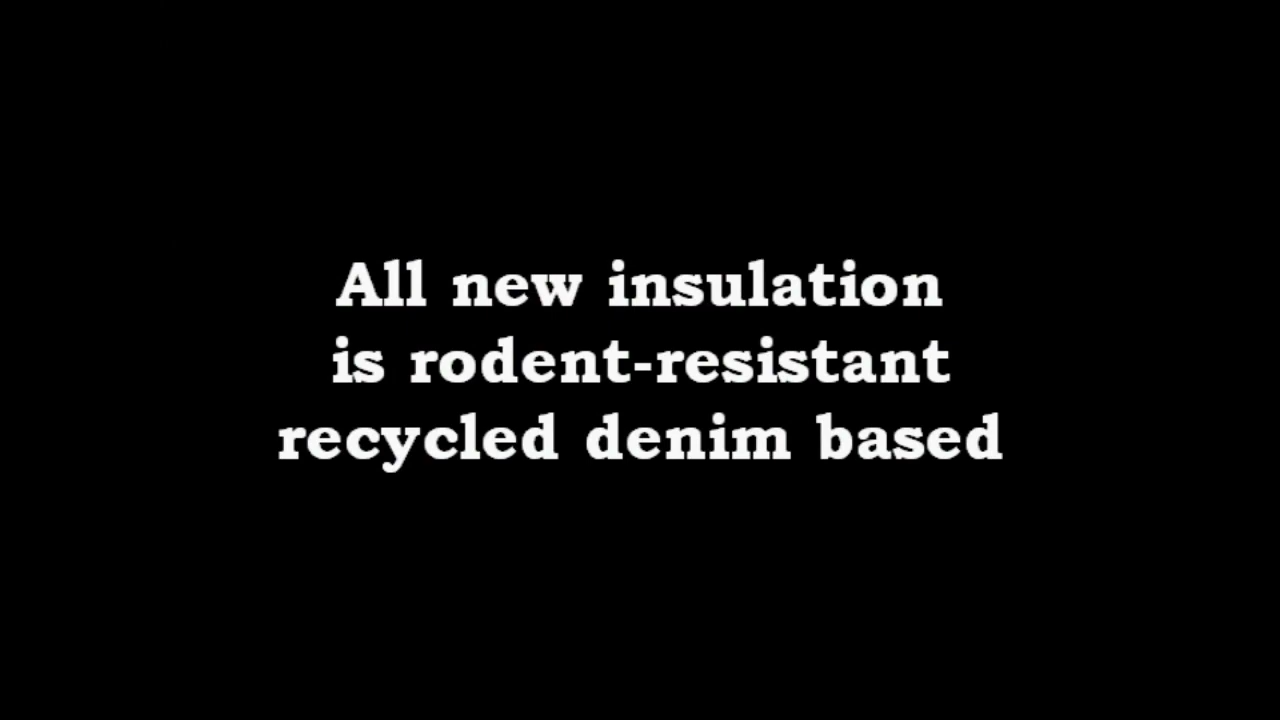 All new insulation
is rodent-resistant
recycled denim based